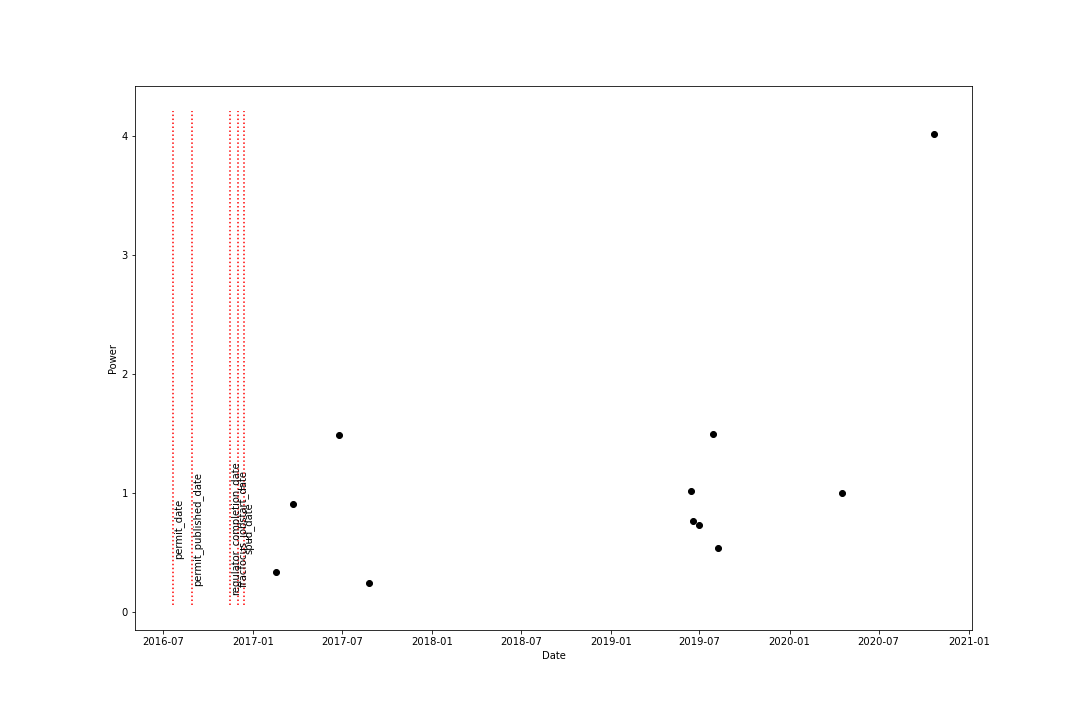 4
3
2
1
0
Power
permit_date
permit_published_date
regulator_completion_date
fracfocus_jobstart_date
spud_date
2016-07
2017-01
2017-07
2018-01
2018-07
2019-01
2019-07
2020-01
2020-07
2021-01
Date